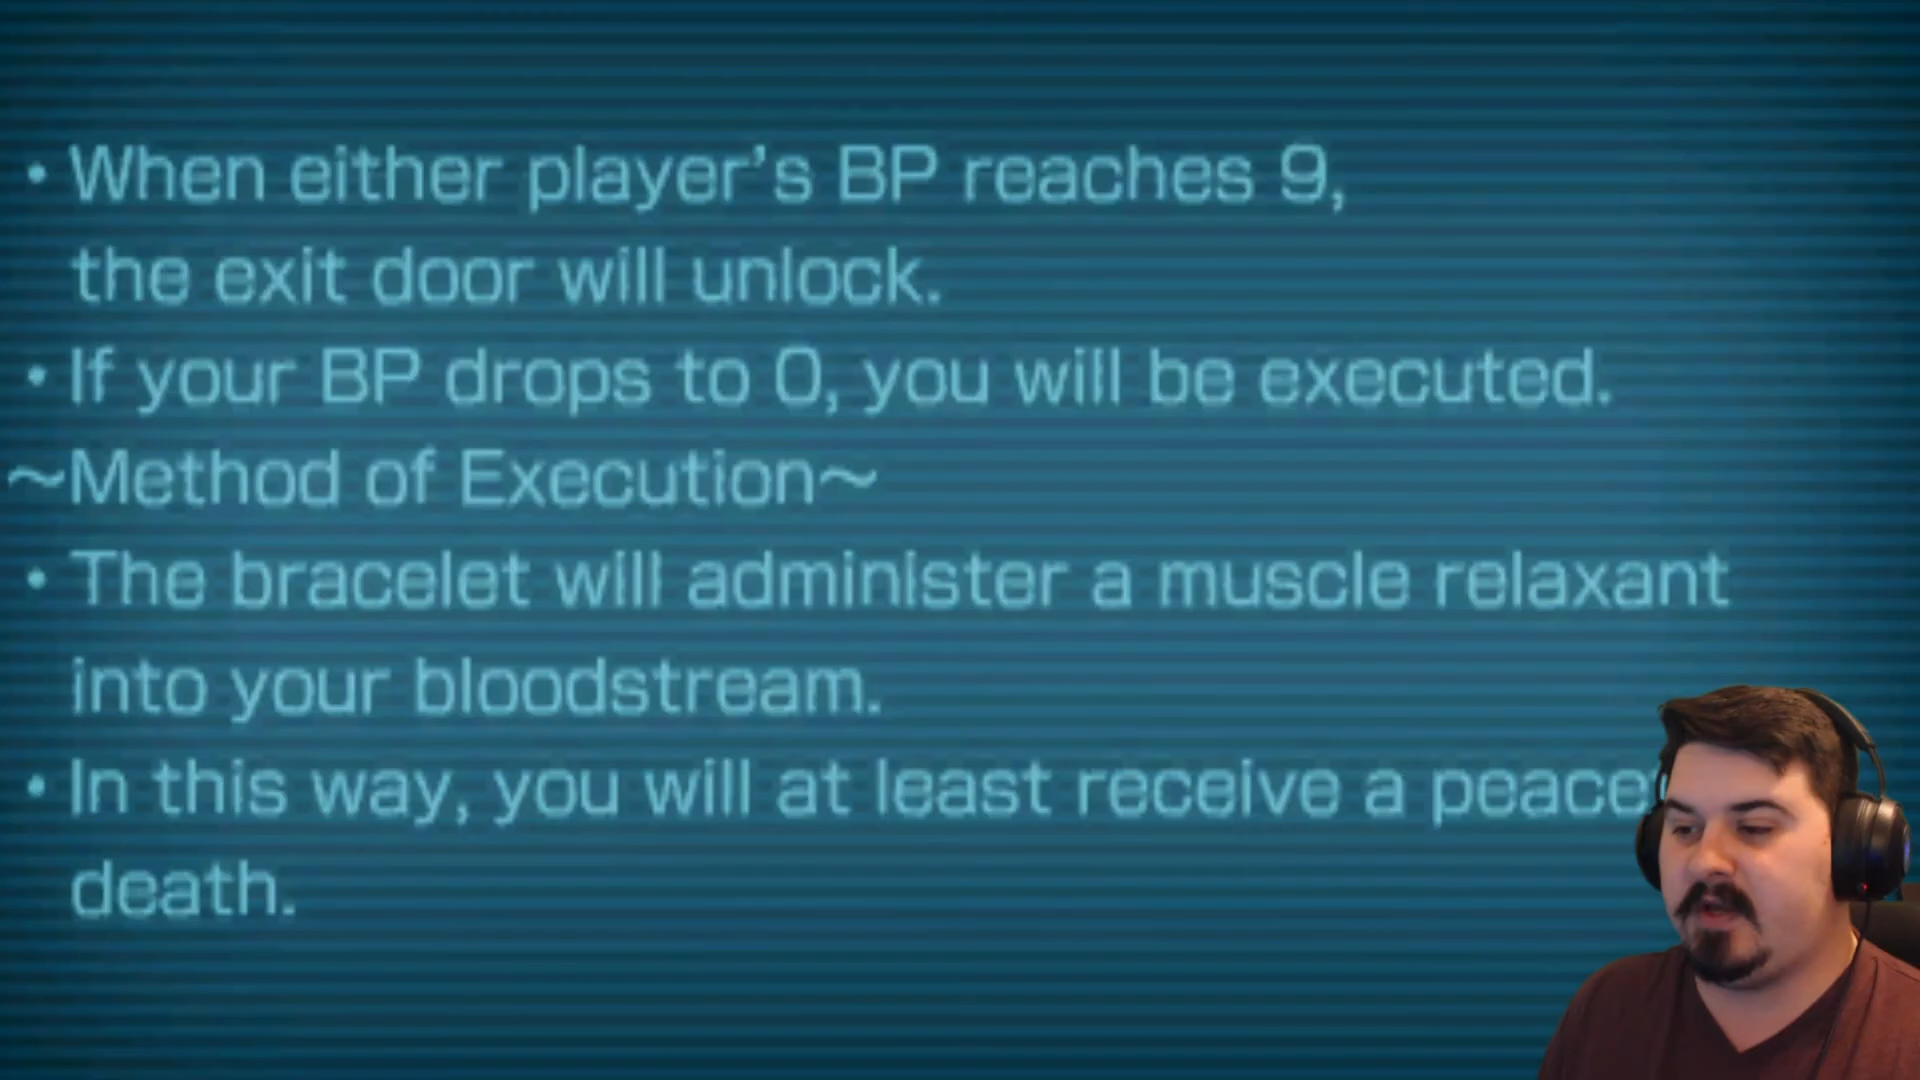 • When either player's BP reaches 9,
the exit door will unlock.
• If your BP drops to 0, you will be executed.
~Method of Execution~
• The bracelet will administer a muscle relaxant
into your bloodstream.
• In this way, you will at least receive a
death.